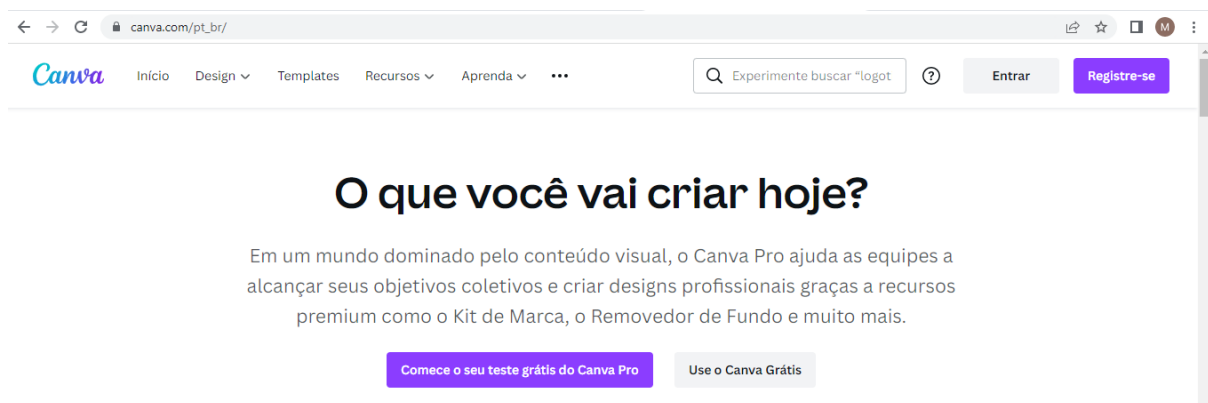 canva.com/pt_br/
M
Canva Início Design Templates Recursos Aprenda ••• Experimente buscar “logot ? Entrar Registre-se
O que você vai criar hoje?
Em um mundo dominado pelo conteúdo visual, o Canva Pro ajuda as equipes a
alcançar seus objetivos coletivos e criar designs profissionais graças a recursos
premium como o Kit de Marca, o Removedor de Fundo e muito mais.
Comece o seu teste grátis do Canva Pro Use o Canva Grátis